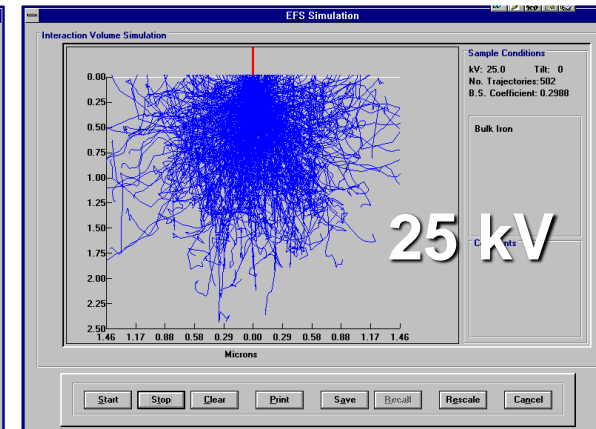 EFS Simulation
Interaction Volume Simulation
Sample Conditions
kV: 25.0 Tilt: 0
No. Trajectories: 502
B.S. Coefficient: 0.2988
Bulk Iron
0.00
0.25
0.50
0.75
1.00
1.25
1.50
1.75
2.00
2.25
2.50
1.46 1.17 0.88 0.58 0.29 0.00 0.29 0.58 0.88 1.17 1.46
Microns
25 kV
Start Stop Clear Print Save Recall Rescale Cancel